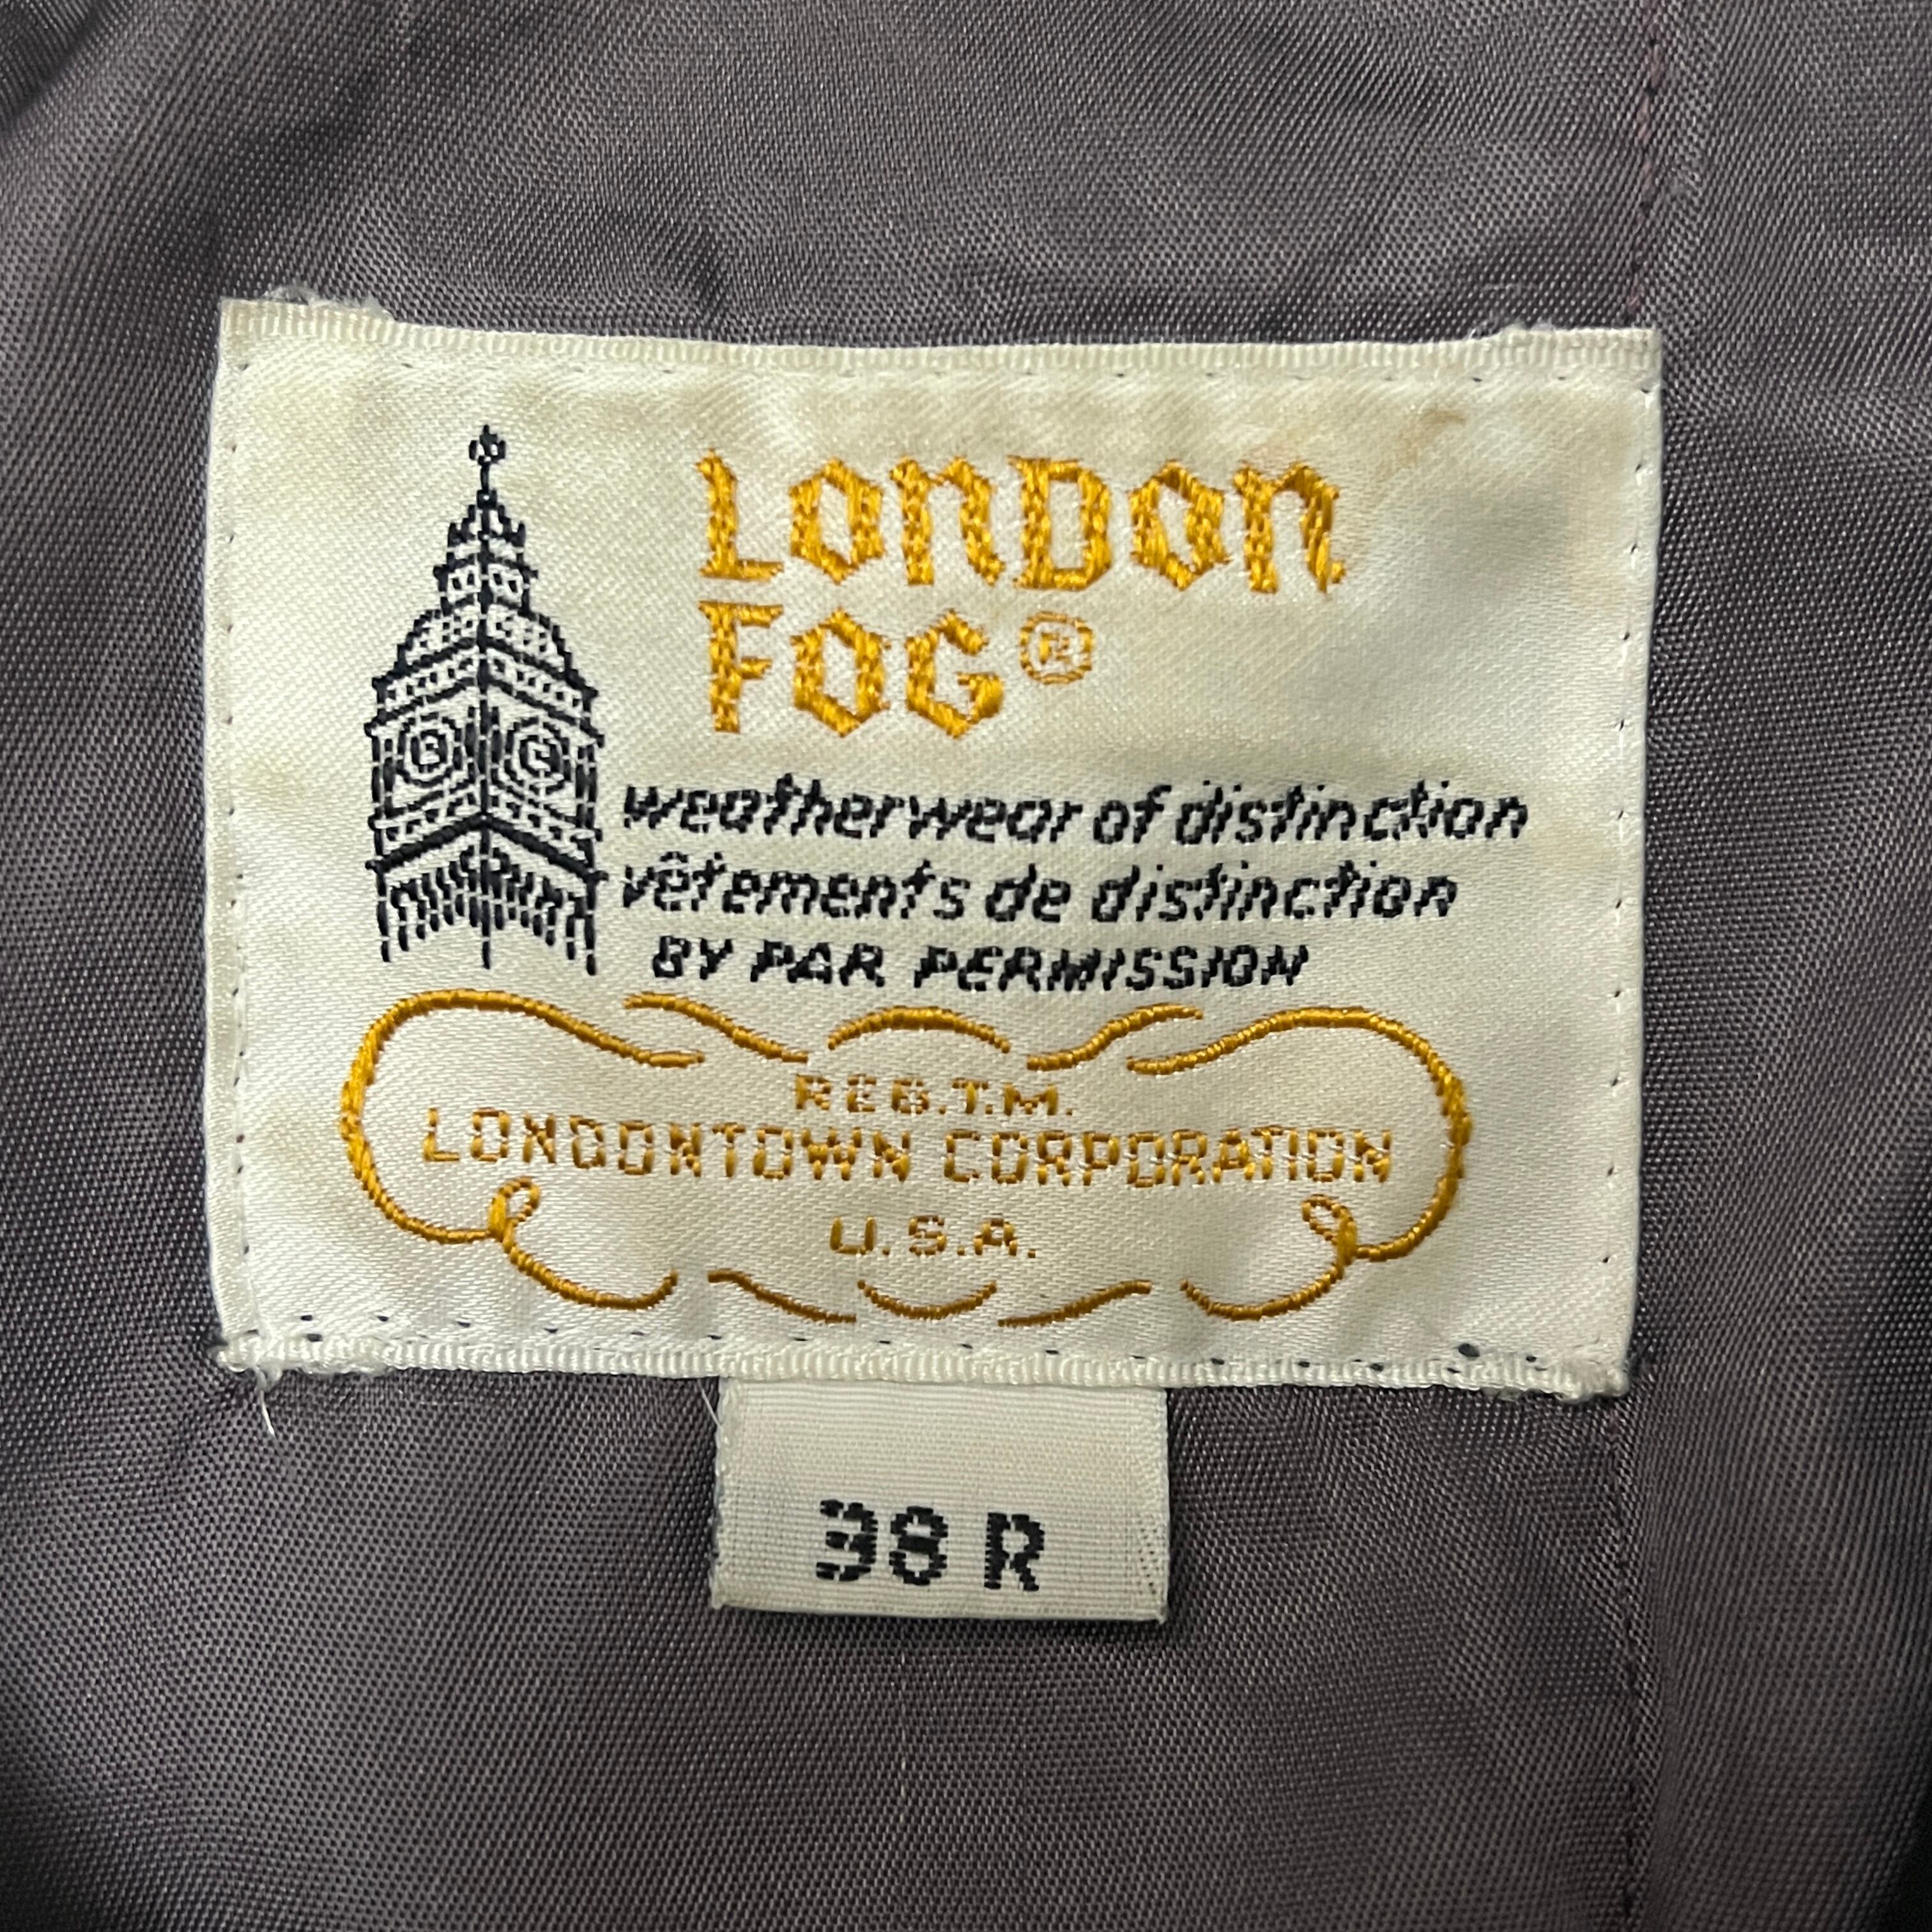 LONDON
FOG®
weatherwear of distinction
vêtements de distinction
BY PAR PERMISSION
REG.T.M.
LONDONTOWN CORPORATION
U.S.A.
38 R